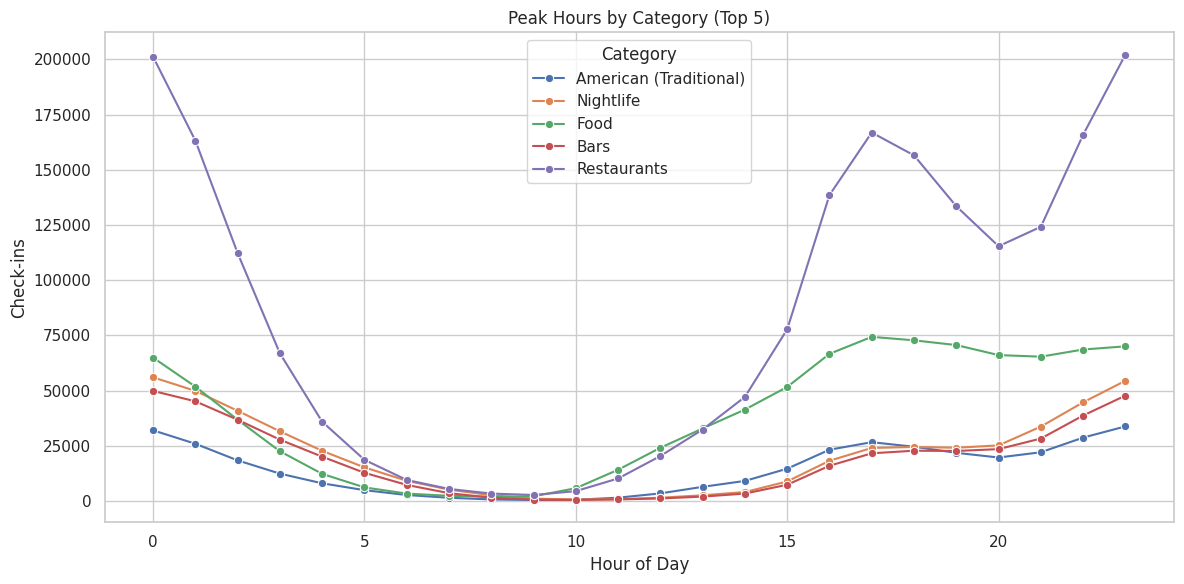 Peak Hours by Category (Top 5)
Category
American (Traditional)
Nightlife
Food
Bars
Restaurants
Check-ins
200000
175000
150000
125000
100000
75000
50000
25000
0
0 5 10 15 20
Hour of Day